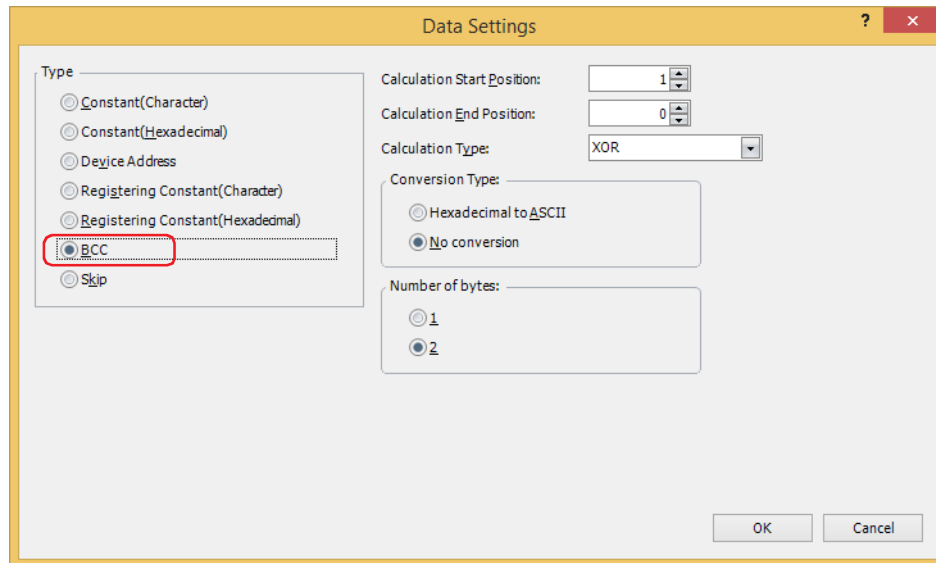 Data Settings
?
Type
Constant(Character)
Constant(Hexadecimal)
Device Address
Registering Constant(Character)
Registering Constant(Hexadecimal)
BCC
Skip
Calculation Start Position: 1
Calculation End Position: 0
Calculation Type: XOR
Conversion Type:
Hexadecimal to ASCII
No conversion
Number of bytes:
1
2
OK Cancel